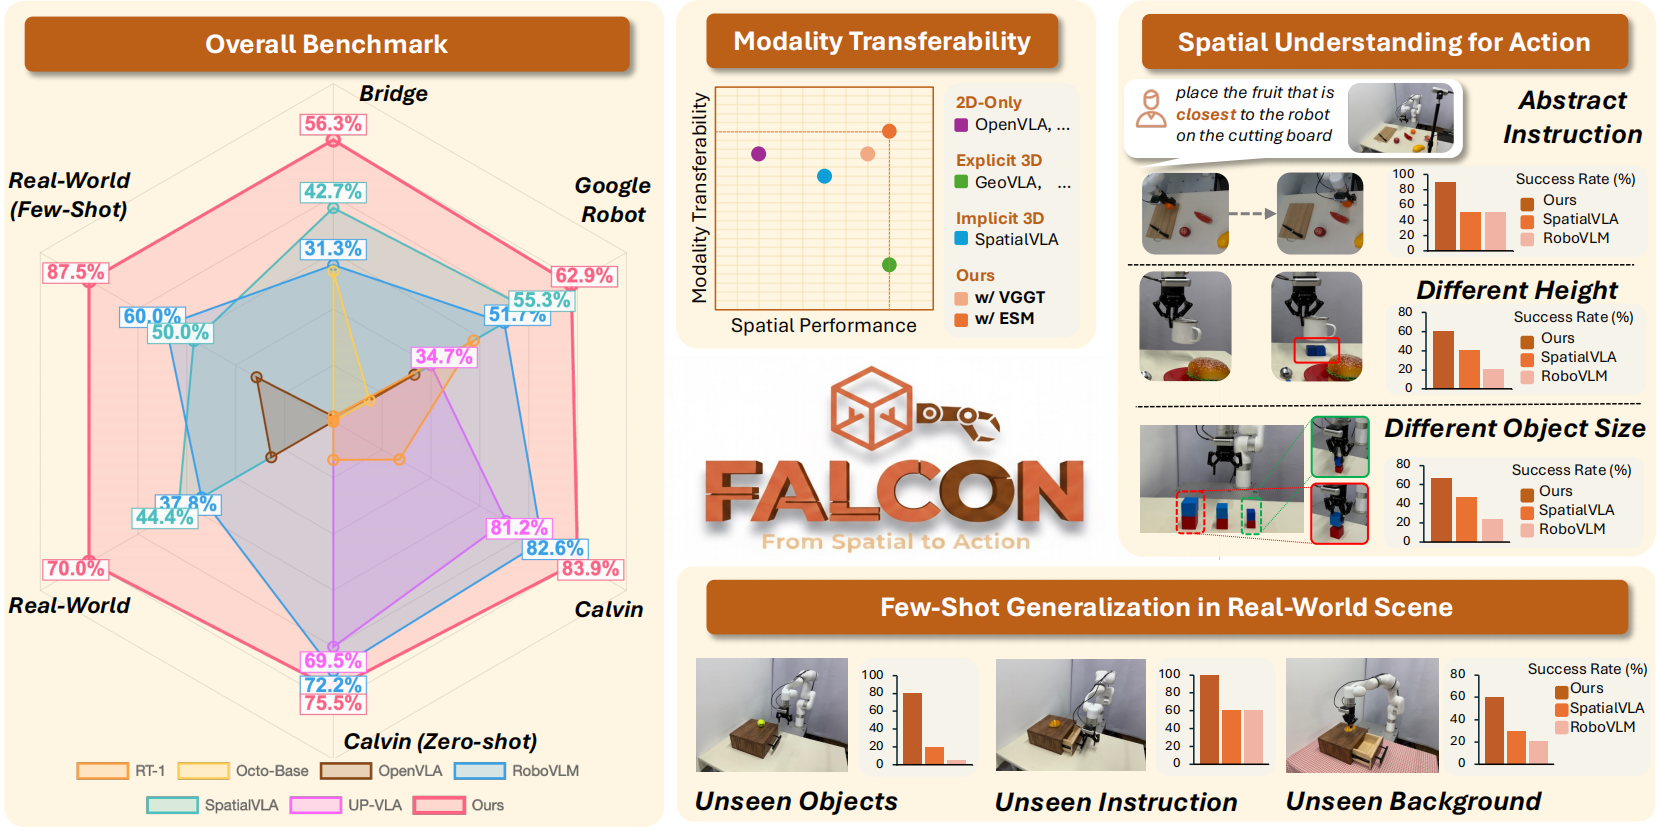 Overall Benchmark
Bridge
56.3%
Real-World
(Few-Shot)
Google
Robot
42.7%
31.3%
87.5%
62.9%
60.0%
50.0%
55.3%
51.7%
34.7%
37.8%
44.4%
81.2%
82.6%
70.0%
83.9%
Real-World
Calvin
69.5%
72.2%
75.5%
Calvin (Zero-shot)
RT-1
Octo-Base
OpenVLA
RoboVLM
SpatialVLA
UP-VLA
Ours
Modality Transferability
Modality Transferability
Spatial Performance
2D-Only
OpenVLA, ...
Explicit 3D
GeoVLA, ...
Implicit 3D
SpatialVLA
Ours
w/ VGGT
w/ ESM
FALCON
From Spatial to Action
Spatial Understanding for Action
place the fruit that is
closest to the robot
on the cutting board
Abstract
Instruction
100
80
60
40
20
0
Success Rate (%)
Ours
SpatialVLA
RoboVLM
Different Height
80
60
40
20
0
Success Rate (%)
Ours
SpatialVLA
RoboVLM
Different Object Size
80
60
40
20
0
Success Rate (%)
Ours
SpatialVLA
RoboVLM
Few-Shot Generalization in Real-World Scene
100
80
60
40
20
0
Unseen Objects
100
80
60
40
20
0
Unseen Instruction
80
60
40
20
0
Success Rate (%)
Ours
SpatialVLA
RoboVLM
Unseen Background